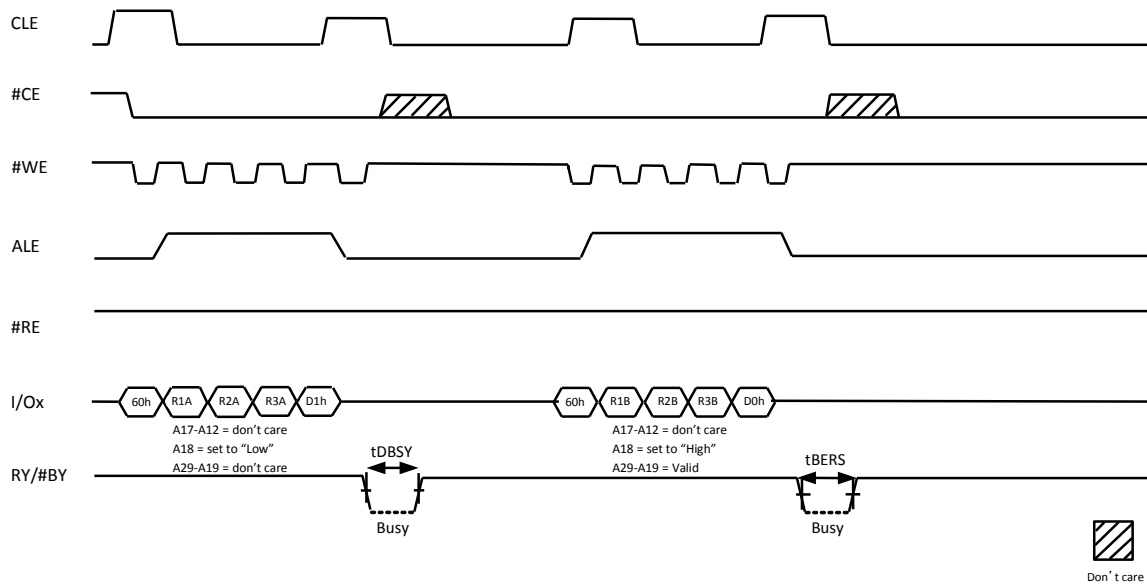 CLE
#CE
#WE
ALE
#RE
I/Ox
60h R1A R2A R3A D1h
60h R1B R2B R3B D0h
A17-A12 = don't care
A18 = set to "Low"
A29-A19 = don't care
A17-A12 = don't care
A18 = set to "High"
A29-A19 = Valid
RY/#BY
tDBSY
Busy
tBERS
Busy
Don't care